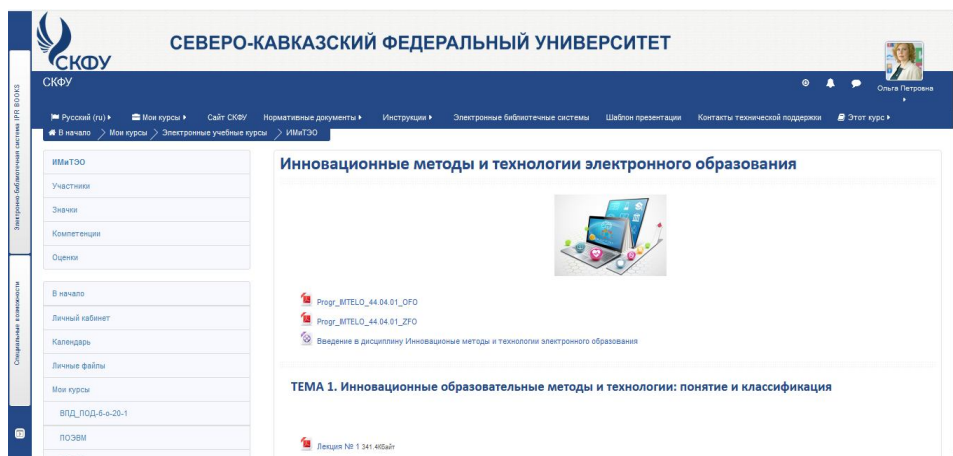 СКФУ
СЕВЕРО-КАВКАЗСКИЙ ФЕДЕРАЛЬНЫЙ УНИВЕРСИТЕТ
СКФУ
Ольга Петровна
Русский (ru) Мои курсы Сайт СКФУ Нормативные документы Инструкции Электронные библиотечные системы Шаблон презентации Контакты технической поддержки Этот курс
В начало Мои курсы Электронные учебные курсы ИМиТЭО
Электронно-библиотечная система IPR BOOKS
Специальные возможности
ИМиТЭО
Участники
Значки
Компетенции
Оценки
В начало
Личный кабинет
Календарь
Личные файлы
Мои курсы
ВПД_ПОД-б-о-20-1
ПОЭВМ
Инновационные методы и технологии электронного образования
Progr_IMTELO_44.04.01_OFO
Progr_IMTELO_44.04.01_ZFO
Введение в дисциплину Инновационые методы и технологии электронного образования
ТЕМА 1. Инновационные образовательные методы и технологии: понятие и классификация
Лекция № 1 341.4Кбайт